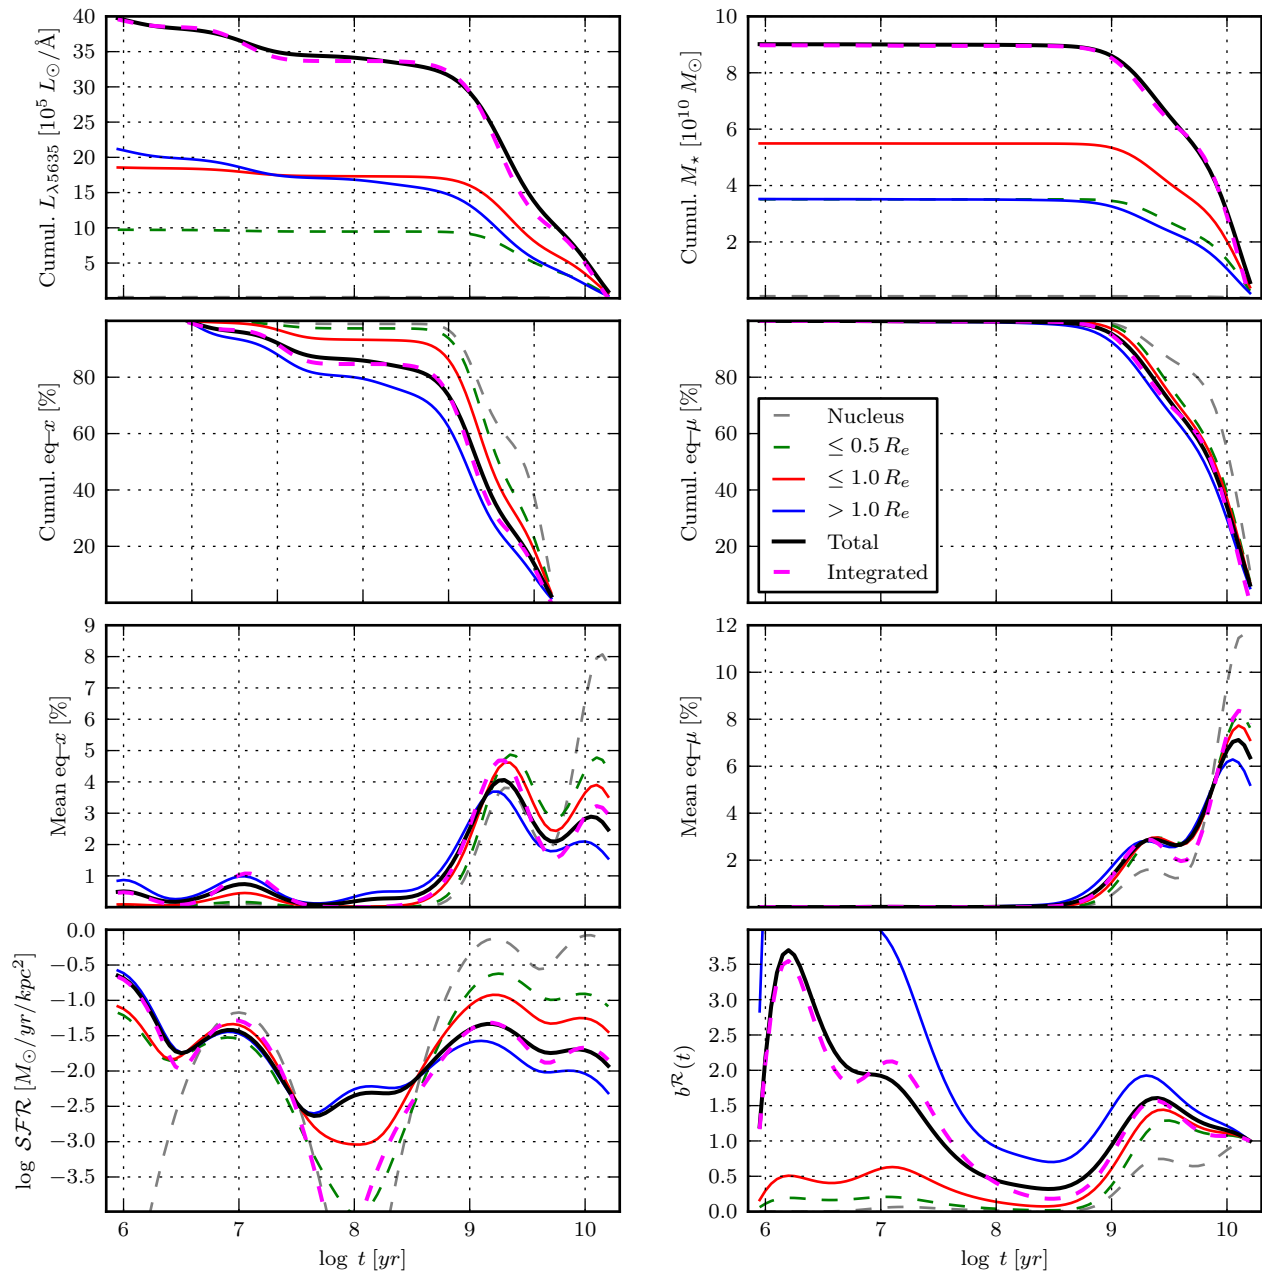 40
35
30
25
20
15
10
5
Cumul. L_λ5635 [10^5 L_⊙/Å]
10
8
6
4
2
Cumul. M_⋆ [10^10 M_⊙]
80
60
40
20
Cumul. eq–x [%]
80
60
40
20
Cumul. eq–μ [%]
Nucleus
≤ 0.5 R_e
≤ 1.0 R_e
> 1.0 R_e
Total
Integrated
9
8
7
6
5
4
3
2
1
Mean eq–x [%]
12
10
8
6
4
2
Mean eq–μ [%]
0.0
−0.5
−1.0
−1.5
−2.0
−2.5
−3.0
−3.5
log 𝒮ℱℛ [M_⊙/yr/kpc^2]
6 7 8 9 10
log t [yr]
3.5
3.0
2.5
2.0
1.5
1.0
0.5
0.0
b^ℛ(t)
6 7 8 9 10
log t [yr]